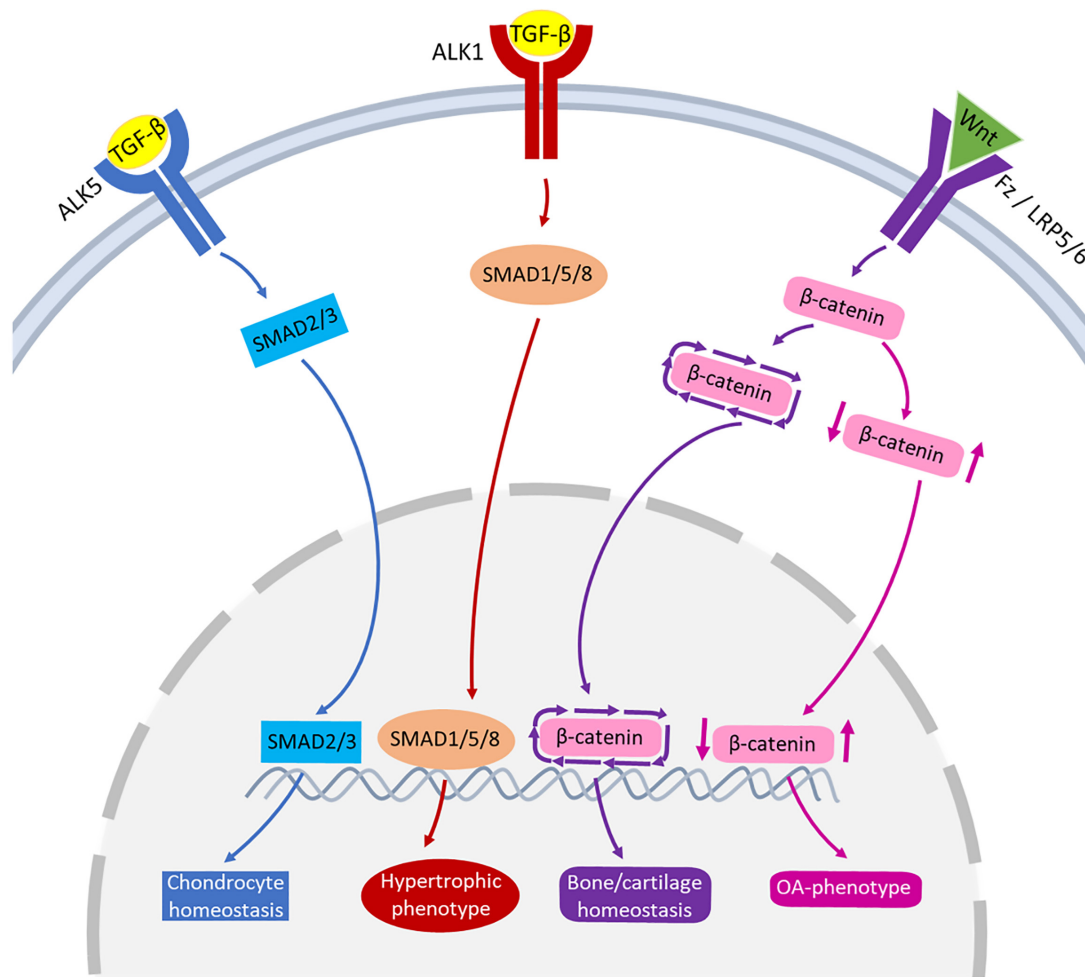 TGF-β
ALK1
TGF-β
ALK5
Wnt
Fz / LRP5/6
SMAD1/5/8
SMAD2/3
β-catenin
β-catenin
β-catenin
SMAD2/3
SMAD1/5/8
β-catenin
β-catenin
Chondrocyte
homeostasis
Hypertrophic
phenotype
Bone/cartilage
homeostasis
OA-phenotype